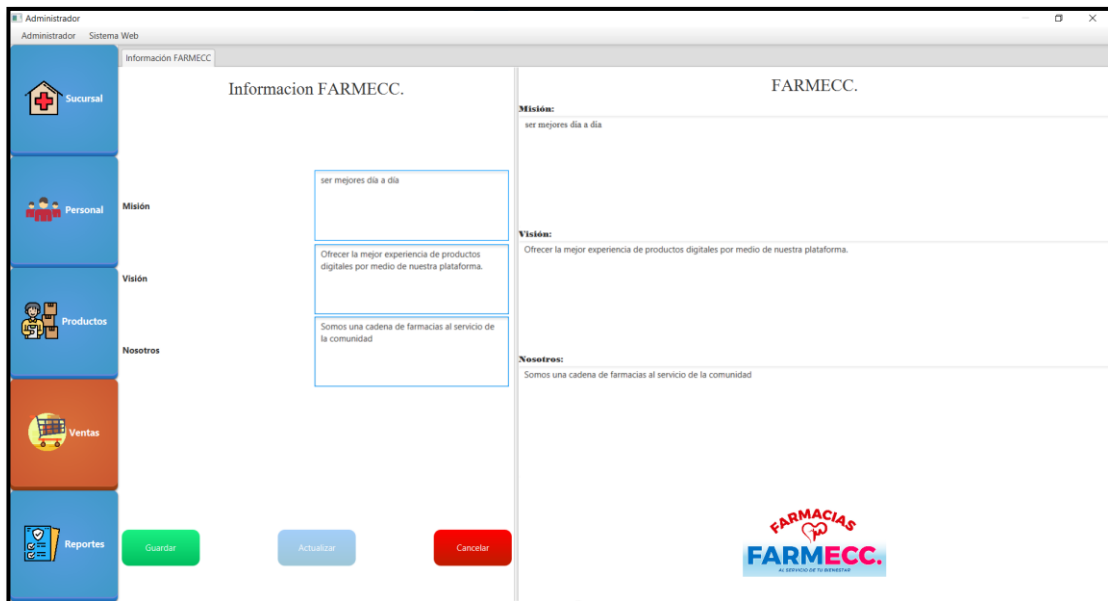 Administrador
Administrador Sistema Web
Sucursal
Personal
Productos
Ventas
Reportes
Información FARMECC
Informacion FARMECC.
Misión
ser mejores día a día
Visión
Ofrecer la mejor experiencia de productos
digitales por medio de nuestra plataforma.
Nosotros
Somos una cadena de farmacias al servicio de
la comunidad
Guardar
Actualizar
Cancelar
FARMECC.
Misión:
ser mejores día a día
Visión:
Ofrecer la mejor experiencia de productos digitales por medio de nuestra plataforma.
Nosotros:
Somos una cadena de farmacias al servicio de la comunidad
FARMACIAS
FARMECC.
AL SERVICIO DE TU BIENESTAR